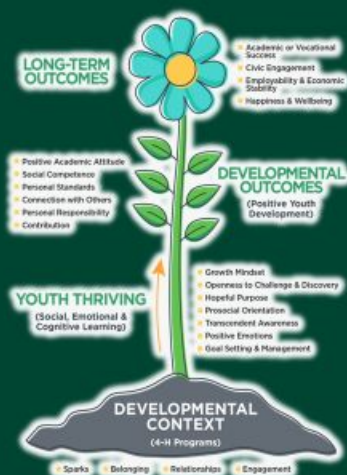 LONG-TERM
OUTCOMES
Academic or Vocational
Success
Civic Engagement
Employability & Economic
Stability
Happiness & Wellbeing
Positive Academic Attitude
Social Competence
Personal Standards
Connection with Others
Personal Responsibility
Contribution
DEVELOPMENTAL
OUTCOMES
(Positive Youth
Development)
YOUTH THRIVING
(Social, Emotional &
Cognitive Learning)
Growth Mindset
Openness to Challenge & Discovery
Hopeful Purpose
Prosocial Orientation
Transcendent Awareness
Positive Emotions
Goal Setting & Management
DEVELOPMENTAL
CONTEXT
(4-H Programs)
Sparks Belonging Relationships Engagement